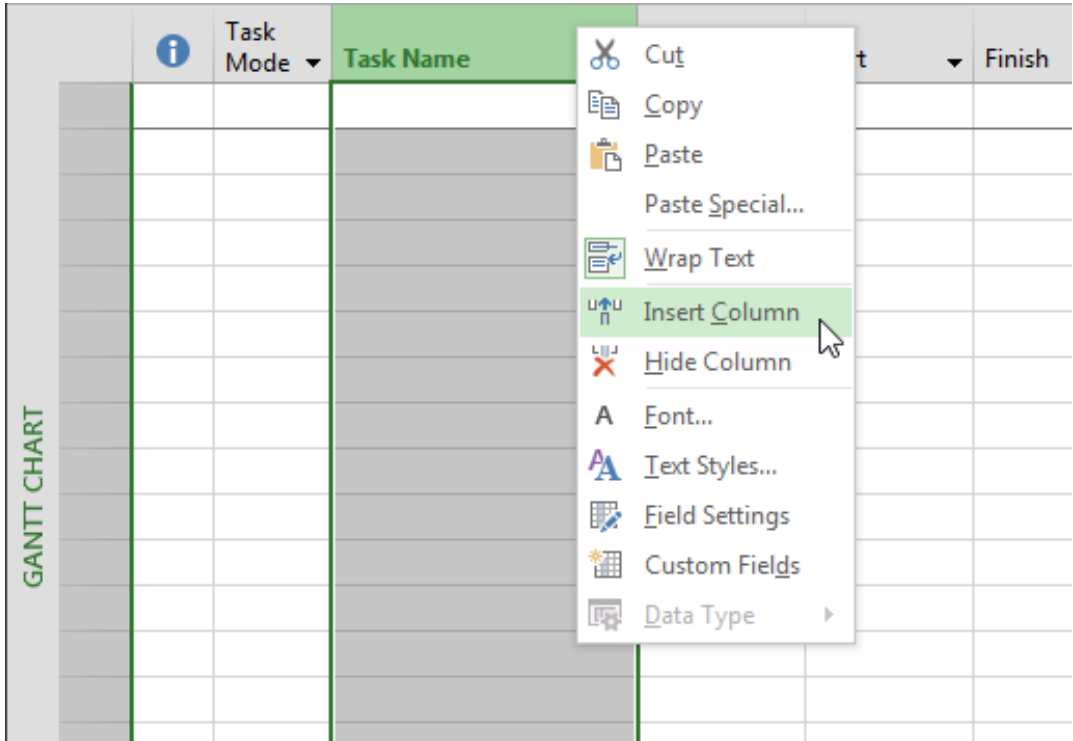 Task
Mode
Task Name
t
Finish
Cut
Copy
Paste
Paste Special...
Wrap Text
Insert Column
Hide Column
A Font...
Text Styles...
Field Settings
Custom Fields
Data Type
GANTT CHART